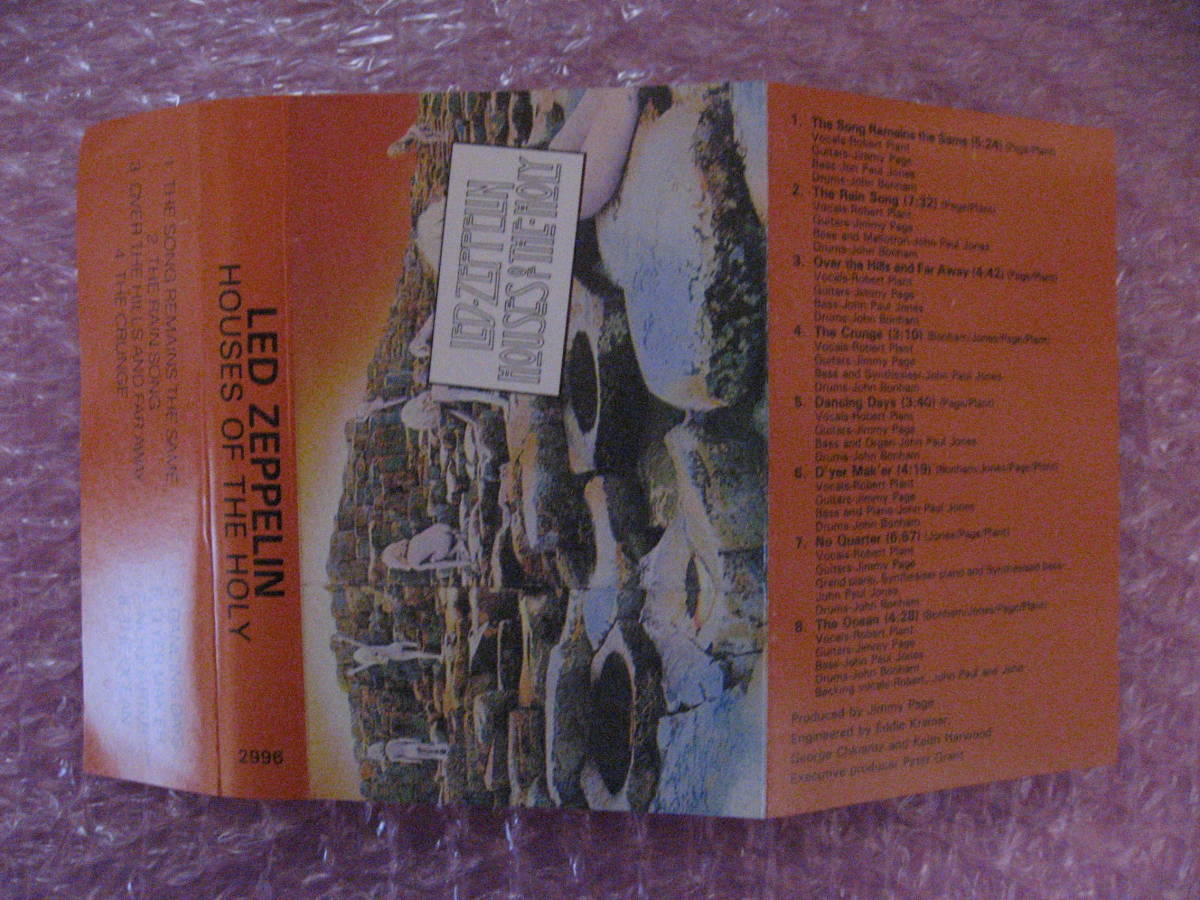 1. THE SONG REMAINS THE SAME
2. THE RAIN SONG
3. OVER THE HILLS AND FAR AWAY
4. THE CRUNGE
LED ZEPPELIN
HOUSES OF THE HOLY
2996
LED·ZEPPELIN
HOUSES OF THE HOLY
1. The Song Remains the Same (5:24) (Page/Plant)
Vocals-Robert Plant
Guitars-Jimmy Page
Bass-Jon Paul Jones
Drums-John Bonham
2. The Rain Song (7:32) (Page/Plant)
Vocals-Robert Plant
Guitars-Jimmy Page
Bass and Mellotron-John Paul Jones
Drums-John Bonham
3. Over the Hills and Far Away (4:42) (Page/Plant)
Vocals-Robert Plant
Guitars-Jimmy Page
Bass-John Paul Jones
Drums-John Bonham
4. The Crunge (3:10) (Bonham/Jones/Page/Plant)
Vocals-Robert Plant
Guitars-Jimmy Page
Bass and Synthesiser-John Paul Jones
Drums-John Bonham
5. Dancing Days (3:40) (Page/Plant)
Vocals-Robert Plant
Guitars-Jimmy Page
Bass and Organ-John Paul Jones
Drums-John Bonham
6. D'yer Mak'er (4:19) (Bonham/Jones/Page/Plant)
Vocals-Robert Plant
Guitars-Jimmy Page
Bass and Piano-John Paul Jones
Drums-John Bonham
7. No Quarter (6:57) (Jones/Page/Plant)
Vocals-Robert Plant
Guitars-Jimmy Page
Grand piano, Synthesiser piano and Synthesised bass-
John Paul Jones
Drums-John Bonham
8. The Ocean (4:28) (Bonham/Jones/Page/Plant)
Vocals-Robert Plant
Guitars-Jimmy Page
Bass-John Paul Jones
Drums-John Bonham
Backing vocals-Robert, John Paul and John
Produced by Jimmy Page
Engineered by Eddie Kramer,
George Chkiantz and Keith Harwood
Executive producer Peter Grant